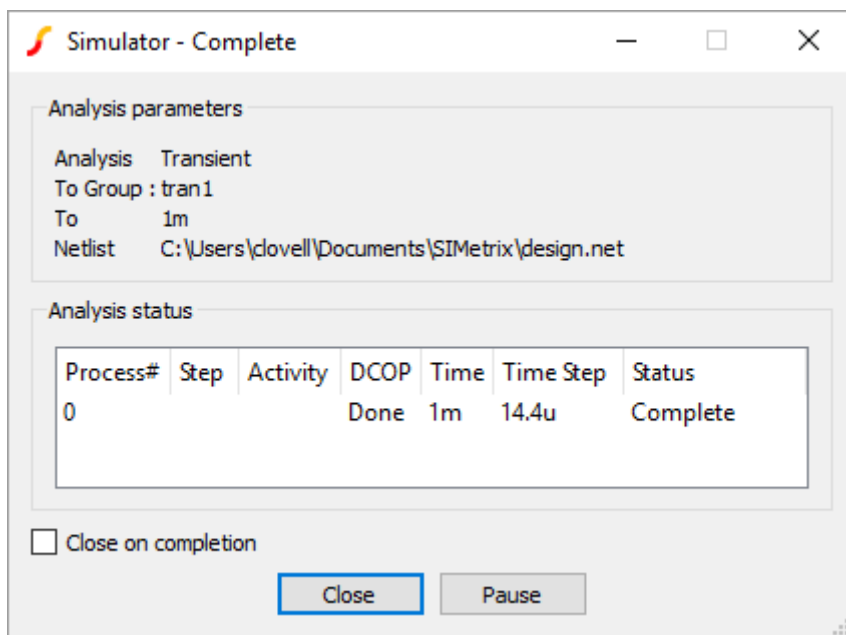 Simulator - Complete
Analysis parameters
Analysis Transient
To Group : tran1
To 1m
Netlist C:\Users\clovell\Documents\SIMetrix\design.net
Analysis status
Process# Step Activity DCOP Time Time Step Status
0 Done 1m 14.4u Complete
Close on completion
Close Pause